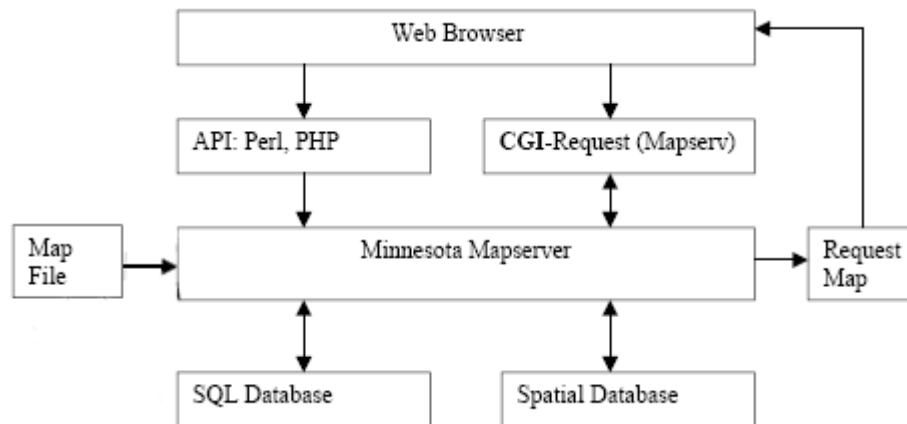 Web Browser
API: Perl, PHP
CGI-Request (Mapserv)
Map
File
Minnesota Mapserver
Request
Map
SQL Database
Spatial Database